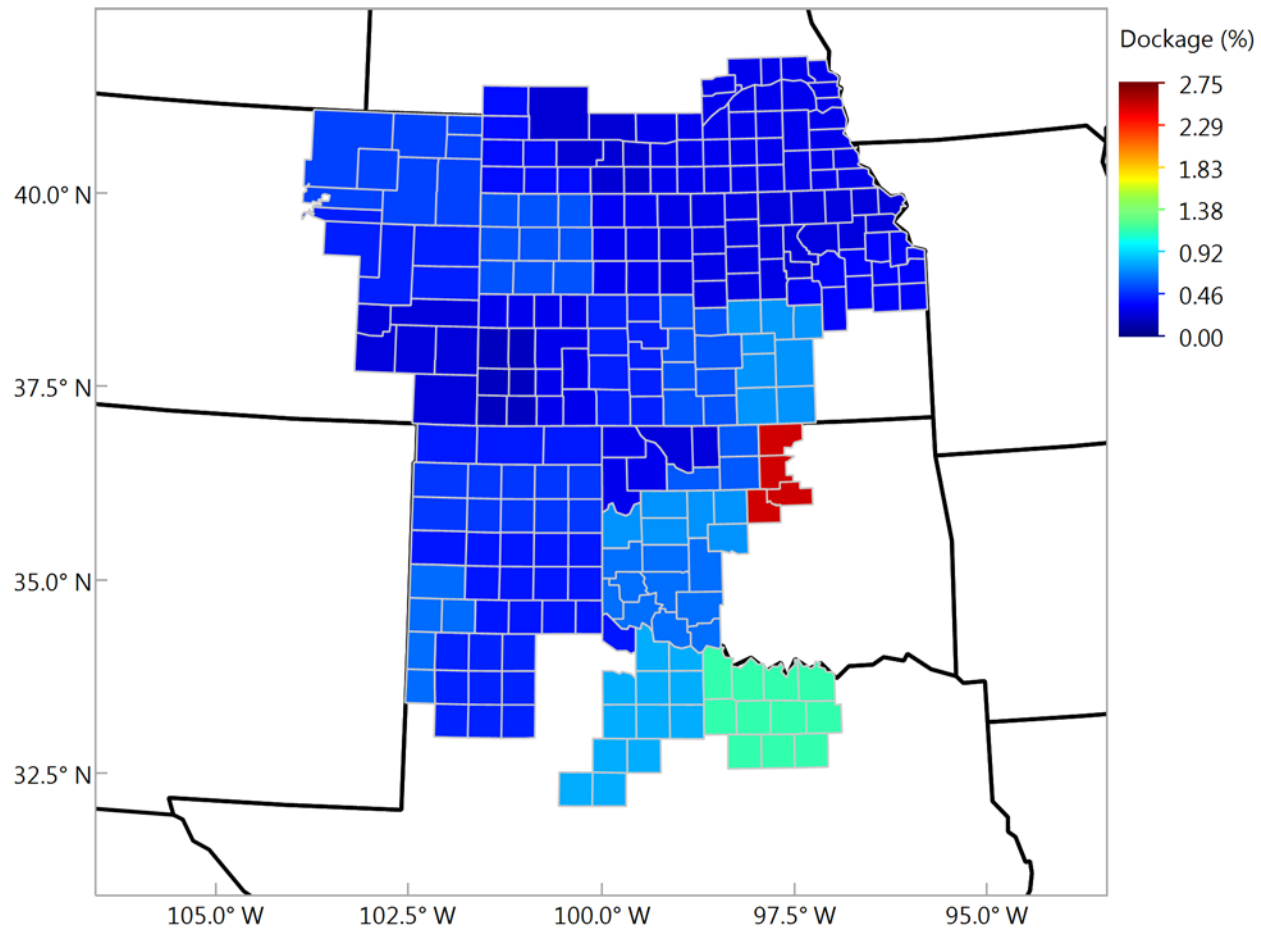 Dockage (%)
2.75
2.29
1.83
1.38
0.92
0.46
0.00
40.0° N
37.5° N
35.0° N
32.5° N
105.0° W
102.5° W
100.0° W
97.5° W
95.0° W